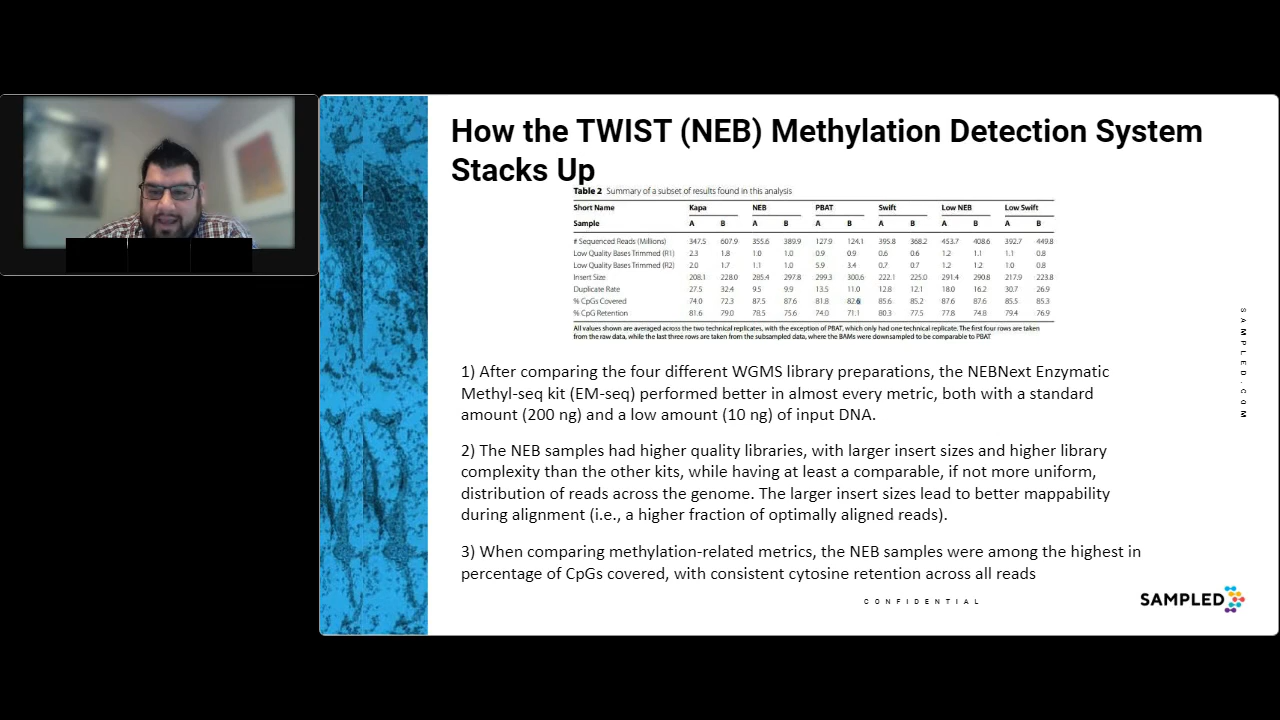 How the TWIST (NEB) Methylation Detection System
Stacks Up
Table 2 Summary of a subset of results found in this analysis
Short Name Kapa NEB PBAT Swift Low NEB Low Swift
Sample A B A B A B A B A B A B
# Sequenced Reads (Millions) 347.5 607.9 355.6 389.9 127.9 124.1 395.8 368.2 453.7 408.6 392.7 449.8
Low Quality Bases Trimmed (R1) 2.3 1.8 1.0 1.0 0.9 0.9 0.6 0.6 1.2 1.1 1.1 0.8
Low Quality Bases Trimmed (R2) 2.0 1.7 1.1 1.0 5.9 3.4 0.7 0.7 1.2 1.2 1.0 0.8
Insert Size 208.1 228.0 285.4 297.8 299.3 300.6 222.1 225.0 291.4 290.8 217.9 223.8
Duplicate Rate 27.5 32.4 9.5 9.9 13.5 11.0 12.8 12.1 18.0 16.2 30.7 26.9
% CpGs Covered 74.0 72.3 87.5 87.6 81.8 82.6 85.6 85.2 87.6 87.6 85.5 85.3
% CpG Retention 81.6 79.0 78.5 75.6 74.0 71.1 80.3 77.5 77.8 74.8 79.4 76.9
All values shown are averaged across the two technical replicates, with the exception of PBAT, which only had one technical replicate. The first four rows are taken
from the raw data, while the last three rows are taken from the subsampled data, where the BAMs were downsampled to be comparable to PBAT
1) After comparing the four different WGMS library preparations, the NEBNext Enzymatic
Methyl-seq kit (EM-seq) performed better in almost every metric, both with a standard
amount (200 ng) and a low amount (10 ng) of input DNA.
2) The NEB samples had higher quality libraries, with larger insert sizes and higher library
complexity than the other kits, while having at least a comparable, if not more uniform,
distribution of reads across the genome. The larger insert sizes lead to better mappability
during alignment (i.e., a higher fraction of optimally aligned reads).
3) When comparing methylation-related metrics, the NEB samples were among the highest in
percentage of CpGs covered, with consistent cytosine retention across all reads
CONFIDENTIAL
SAMPLED
SAMPLED.COM